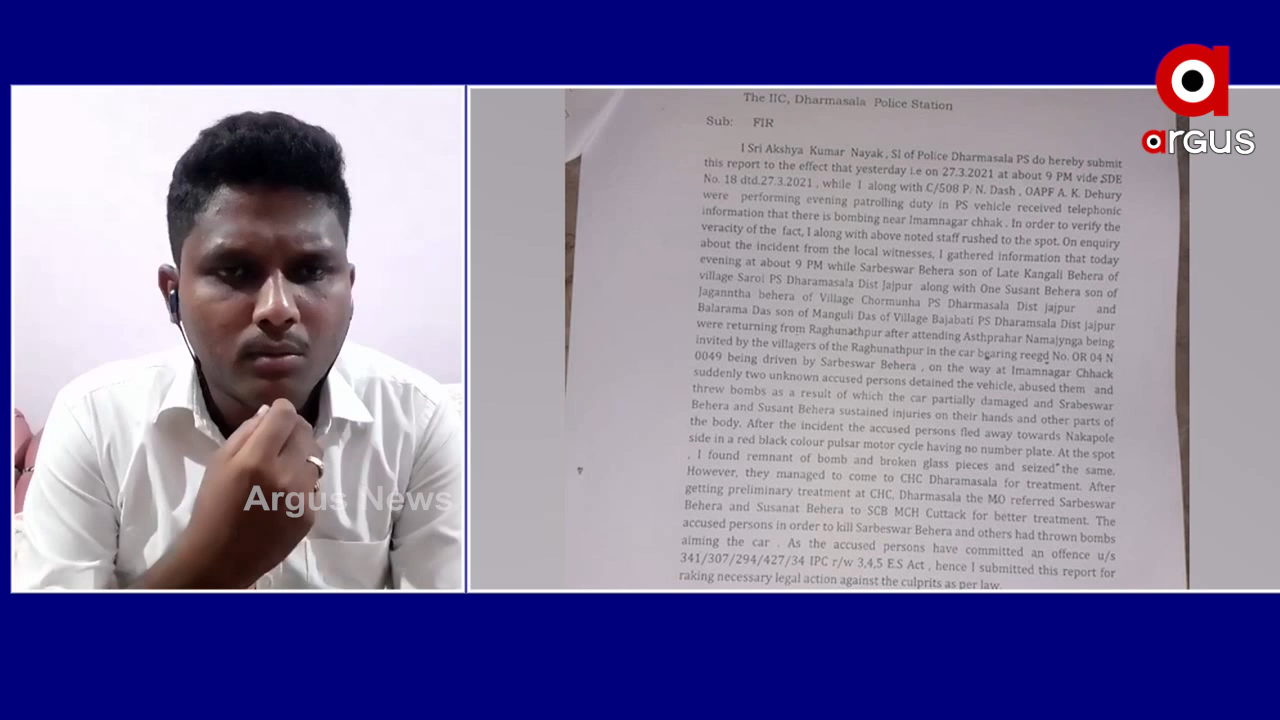 argus
The IIC, Dharmasala Police Station
Sub: FIR
I Sri Akshya Kumar Nayak , SI of Police Dharmasala PS do hereby submit
this report to the effect that yesterday i.e on 27.3.2021 at about 9 PM vide SDE
No. 18 dtd.27.3.2021 , while I along with C/508 P. N. Dash , OAPF A. K. Dehury
were performing evening patrolling duty in PS vehicle received telephonic
information that there is bombing near Imamnagar chhak . In order to verify the
veracity of the fact, I along with above noted staff rushed to the spot. On enquiry
about the incident from the local witnesses, I gathered information that today
evening at about 9 PM while Sarbeswar Behera son of Late Kangali Behera of
village Saroi PS Dharamasala Dist Jajpur along with One Susant Behera son of
Jaganntha behera of Village Chormunha PS Dharmasala Dist jajpur and
Balarama Das son of Manguli Das of Village Bajabati PS Dharamsala Dist jajpur
were returning from Raghunathpur after attending Asthprahar Namajynga being
invited by the villagers of the Raghunathpur in the car bearing reegd No. OR 04 N
0049 being driven by Sarbeswar Behera , on the way at Imamnagar Chhack
suddenly two unknown accused persons detained the vehicle, abused them and
threw bombs as a result of which the car partially damaged and Srabeswar
Behera and Susant Behera sustained injuries on their hands and other parts of
the body. After the incident the accused persons fled away towards Nakapole
side in a red black colour pulsar motor cycle having no number plate. At the spot
, I found remnant of bomb and broken glass pieces and seized the same.
However, they managed to come to CHC Dharamasala for treatment. After
getting preliminary treatment at CHC, Dharmasala the MO referred Sarbeswar
Behera and Susanat Behera to SCB MCH Cuttack for better treatment. The
accused persons in order to kill Sarbeswar Behera and others had thrown bombs
aiming the car . As the accused persons have committed an offence u/s
341/307/294/427/34 IPC r/w 3,4,5 E.S Act , hence I submitted this report for
raking necessary legal action against the culprits as per law.
Argus News